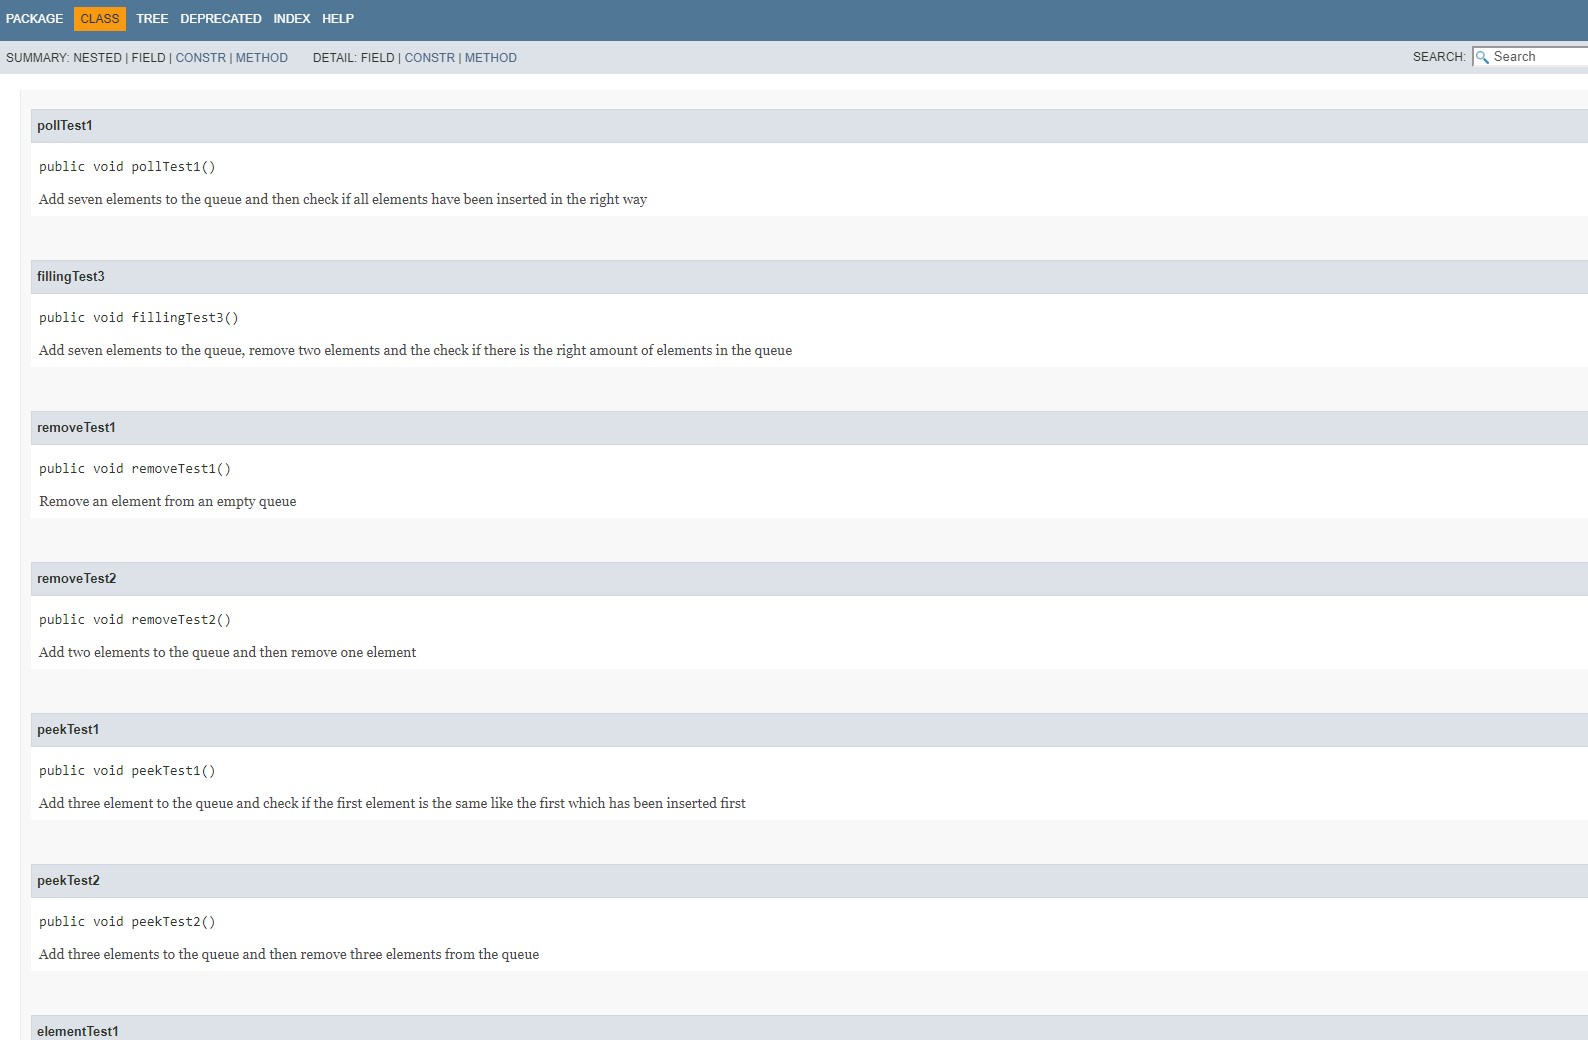 PACKAGE CLASS TREE DEPRECATED INDEX HELP
SUMMARY: NESTED | FIELD | CONSTR | METHOD DETAIL: FIELD | CONSTR | METHOD SEARCH: Search
pollTest1
public void pollTest1()
Add seven elements to the queue and then check if all elements have been inserted in the right way
fillingTest3
public void fillingTest3()
Add seven elements to the queue, remove two elements and the check if there is the right amount of elements in the queue
removeTest1
public void removeTest1()
Remove an element from an empty queue
removeTest2
public void removeTest2()
Add two elements to the queue and then remove one element
peekTest1
public void peekTest1()
Add three element to the queue and check if the first element is the same like the first which has been inserted first
peekTest2
public void peekTest2()
Add three elements to the queue and then remove three elements from the queue
elementTest1